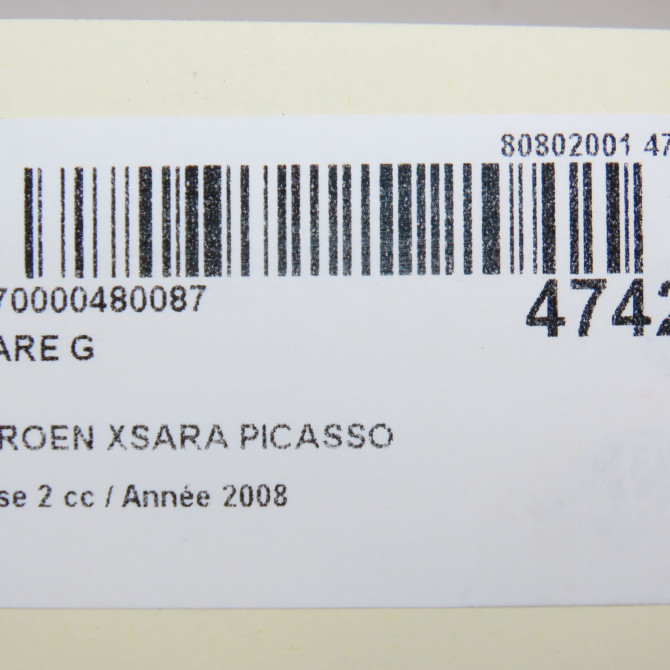 80802001 47
70000480087
4742
ARE G
ROEN XSARA PICASSO
se 2 cc / Année 2008